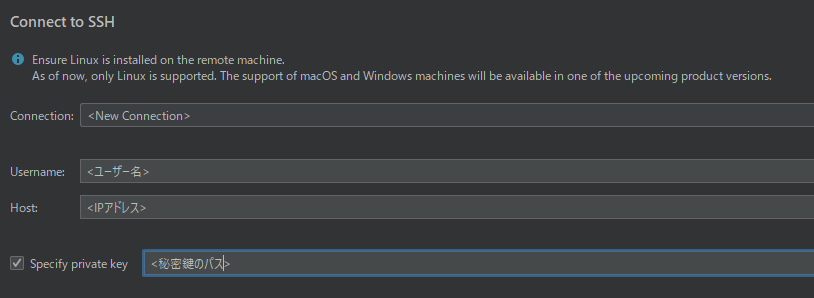 Connect to SSH
Ensure Linux is installed on the remote machine.
As of now, only Linux is supported. The support of macOS and Windows machines will be available in one of the upcoming product versions.
Connection: <New Connection>
Username: <ユーザー名>
Host: <IPアドレス>
Specify private key <秘密鍵のパス>